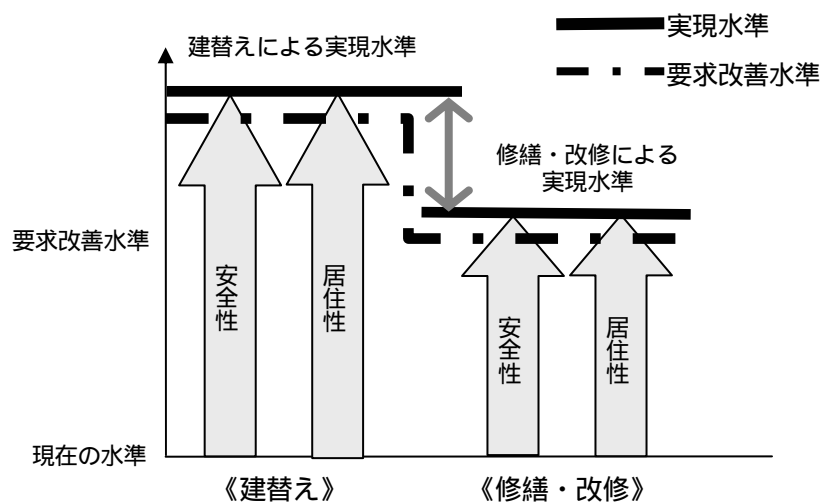 建替えによる実現水準
実現水準
要求改善水準
修繕・改修による
実現水準
要求改善水準
安全性
居住性
安全性
居住性
現在の水準
《建替え》
《修繕・改修》